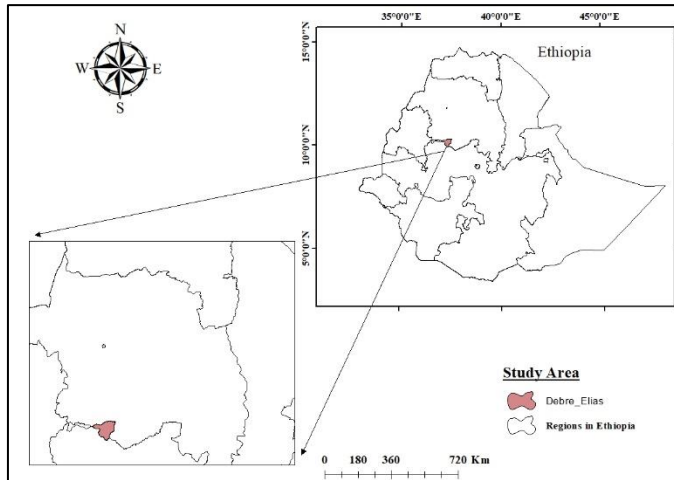 N
W E
S
35°0'0"E 40°0'0"E 45°0'0"E
15°0'0"N
10°0'0"N
5°0'0"N
Ethiopia
Study Area
Debre_Elias
Regions in Ethiopia
0 180 360 720 Km